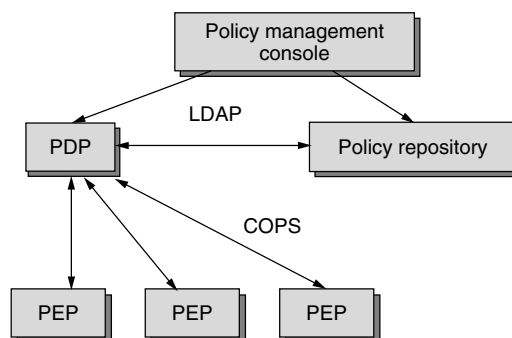 Policy management
console
LDAP
PDP
Policy repository
COPS
PEP
PEP
PEP